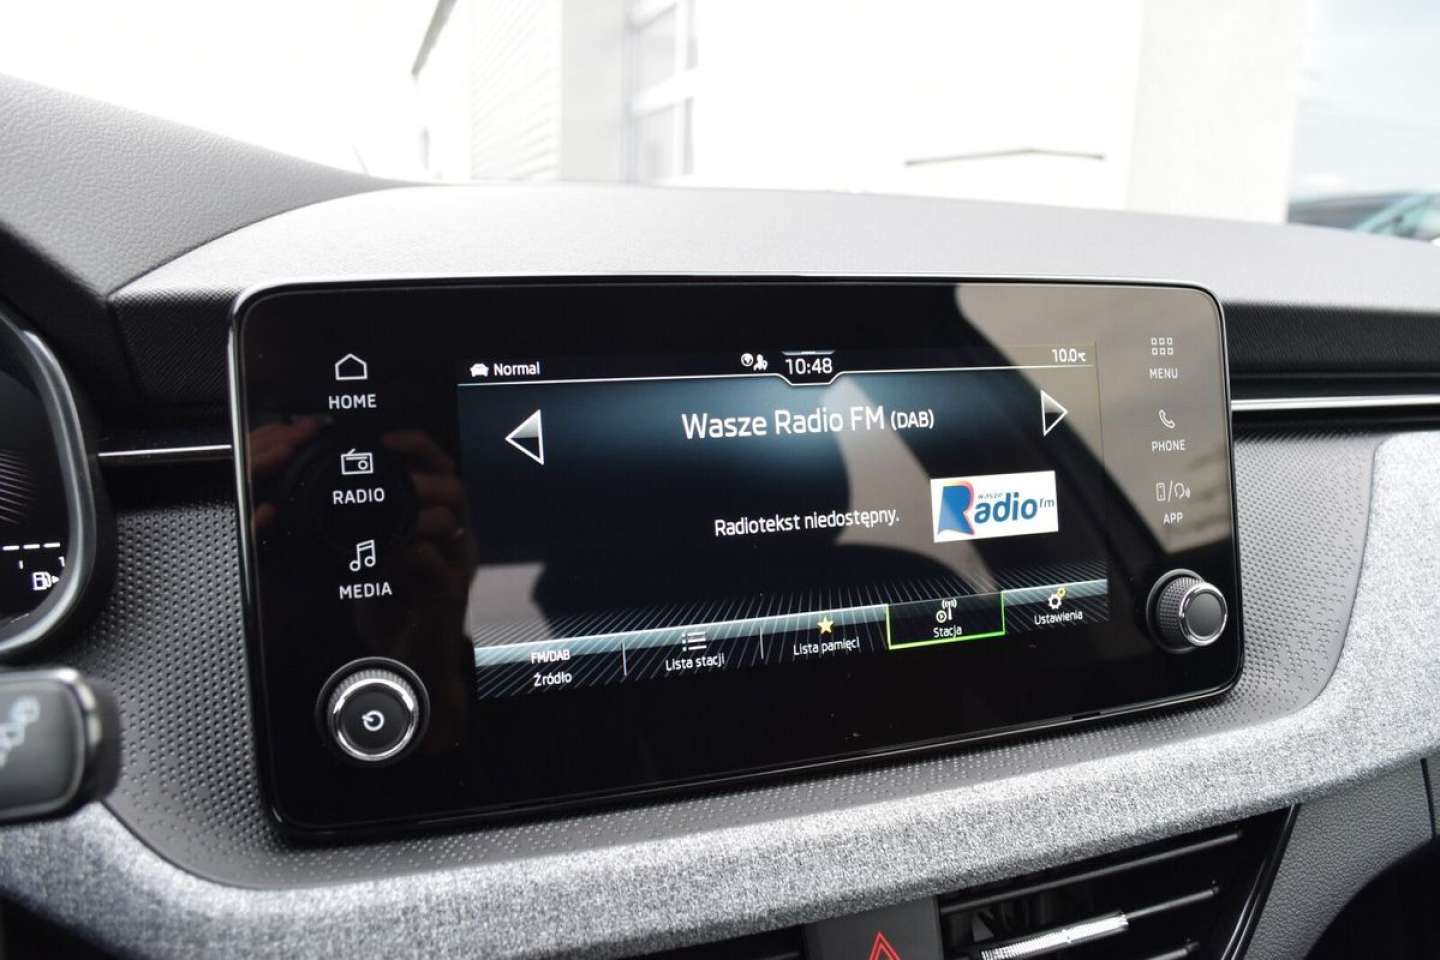 Normal
10:48
10.0°C
HOME
RADIO
MEDIA
MENU
PHONE
APP
Wasze Radio FM (DAB)
Radiotekst niedostępny.
wasze
Radio fm
FM/DAB
Źródło
Lista stacji
Lista pamięci
Stacja
Ustawienia